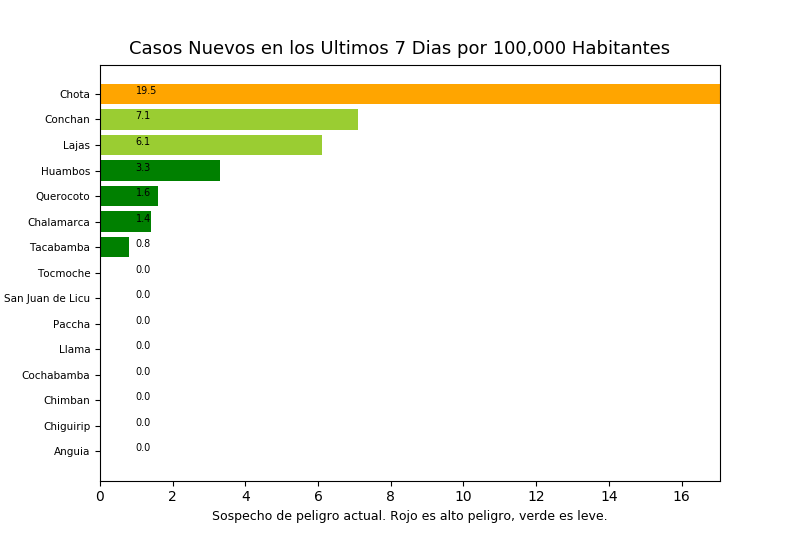 Casos Nuevos en los Ultimos 7 Dias por 100,000 Habitantes
Chota 19.5
Conchan 7.1
Lajas 6.1
Huambos 3.3
Querocoto 1.6
Chalamarca 1.4
Tacabamba 0.8
Tocmoche 0.0
San Juan de Licu 0.0
Paccha 0.0
Llama 0.0
Cochabamba 0.0
Chimban 0.0
Chiguirip 0.0
Anguia 0.0
0 2 4 6 8 10 12 14 16
Sospecho de peligro actual. Rojo es alto peligro, verde es leve.